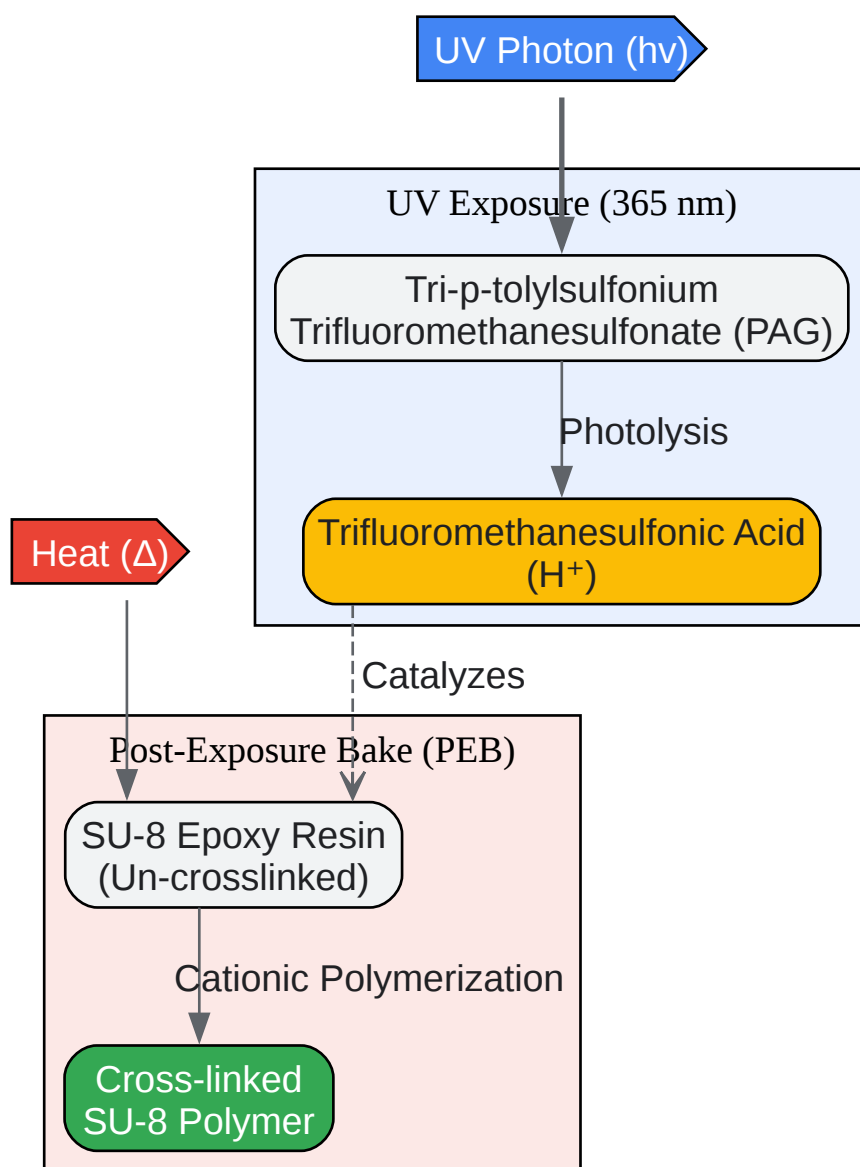 UV Photon (hv)
UV Exposure (365 nm)
Tri-p-tolylsulfonium
Trifluoromethanesulfonate (PAG)
Photolysis
Trifluoromethanesulfonic Acid
(H⁺)
Heat (Δ)
Catalyzes
Post-Exposure Bake (PEB)
SU-8 Epoxy Resin
(Un-crosslinked)
Cationic Polymerization
Cross-linked
SU-8 Polymer